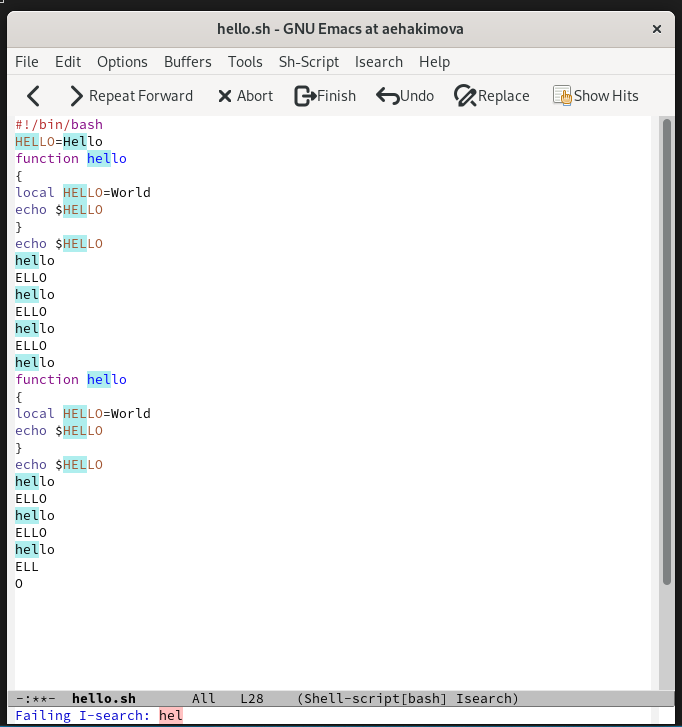 hello.sh - GNU Emacs at aehakimova
File Edit Options Buffers Tools Sh-Script Isearch Help
Repeat Forward Abort Finish Undo Replace Show Hits
#!/bin/bash
HELLO=Hello
function hello
{
local HELLO=World
echo $HELLO
}
echo $HELLO
hello
ELLO
hello
ELLO
hello
ELLO
hello
function hello
{
local HELLO=World
echo $HELLO
}
echo $HELLO
hello
ELLO
hello
ELLO
hello
ELL
O
-:**- hello.sh All L28 (Shell-script[bash] Isearch)
Failing I-search: hel